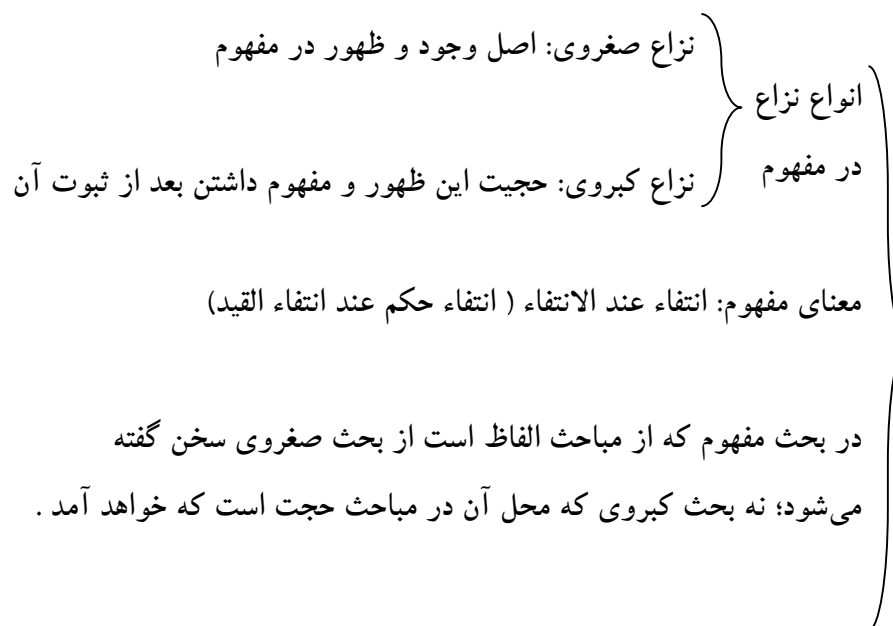 نزاع صغروی: اصل وجود و ظهور در مفهوم
انواع نزاع
در مفهوم
نزاع کبروی: حجیت این ظهور و مفهوم داشتن بعد از ثبوت آن
معنای مفهوم: انتفاء عند الانتفاء ( انتفاء حکم عند انتفاء القید)
در بحث مفهوم که از مباحث الفاظ است از بحث صغروی سخن گفته
می‌شود؛ نه بحث کبروی که محل آن در مباحث حجت است که خواهد آمد .